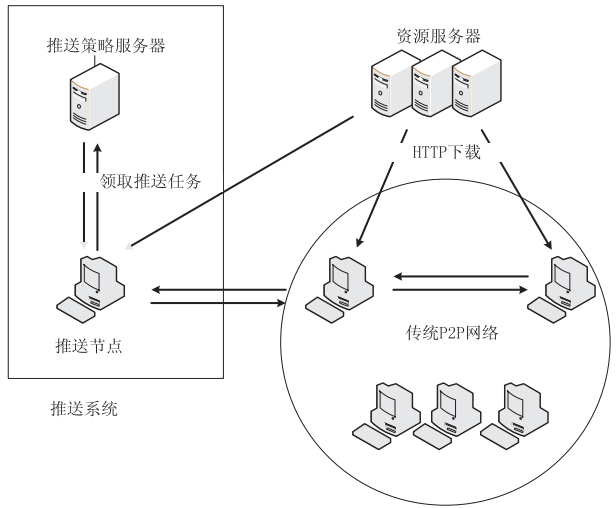 推送策略服务器
资源服务器
HTTP下载
领取推送任务
推送节点
传统P2P网络
推送系统